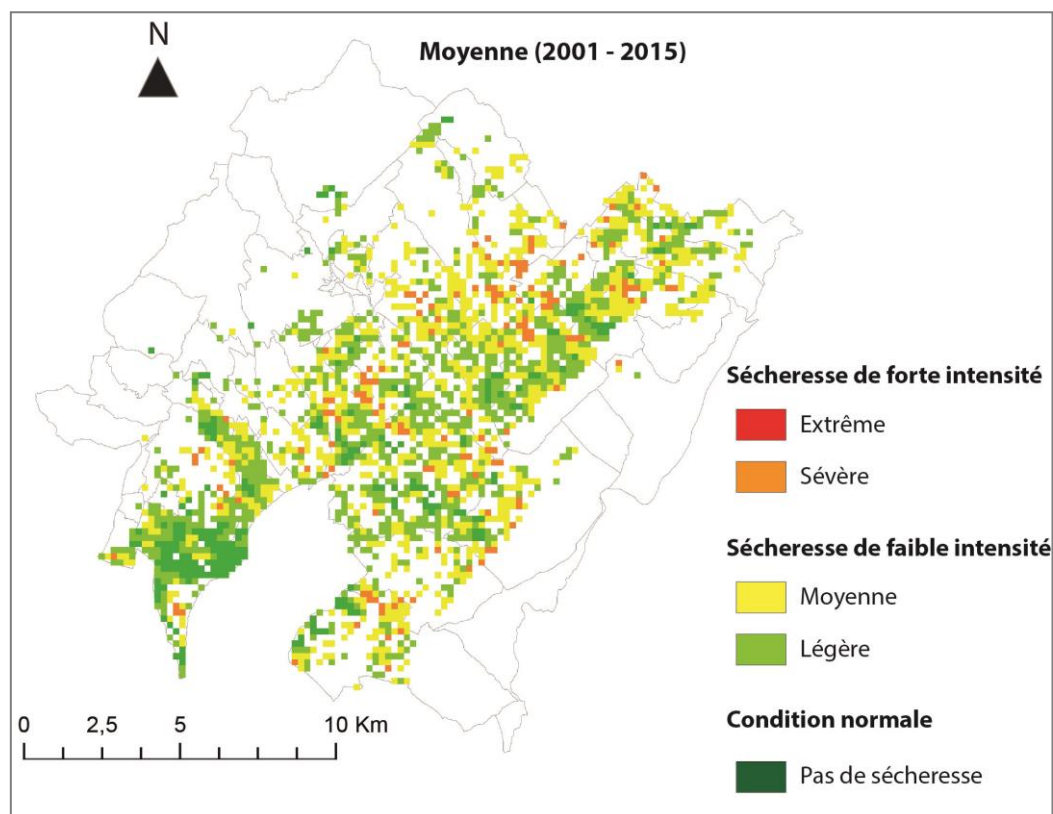 N
Moyenne (2001 - 2015)
Sécheresse de forte intensité
Extrême
Sévère
Sécheresse de faible intensité
Moyenne
Légère
Condition normale
Pas de sécheresse
0 2,5 5 10 Km